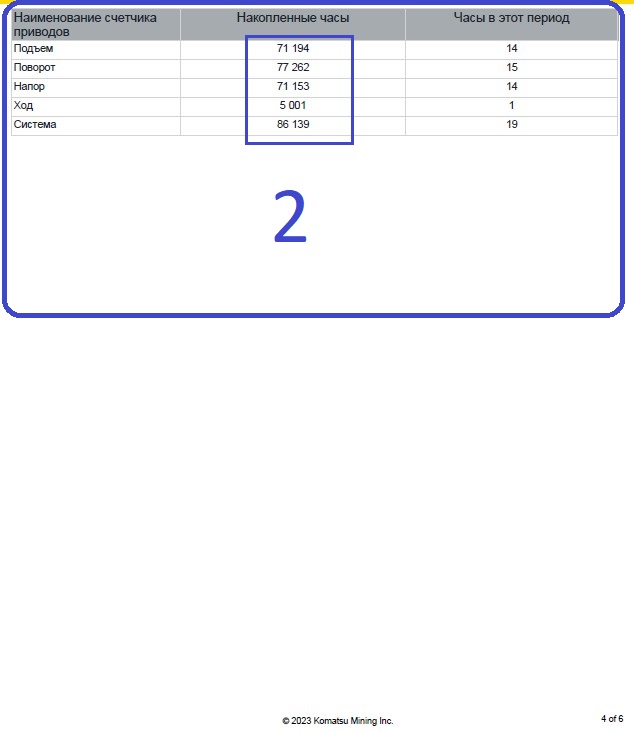 Наименование счетчика приводов Накопленные часы Часы в этот период
Подъем 71 194 14
Поворот 77 262 15
Напор 71 153 14
Ход 5 001 1
Система 86 139 19
2
© 2023 Komatsu Mining Inc.
4 of 6